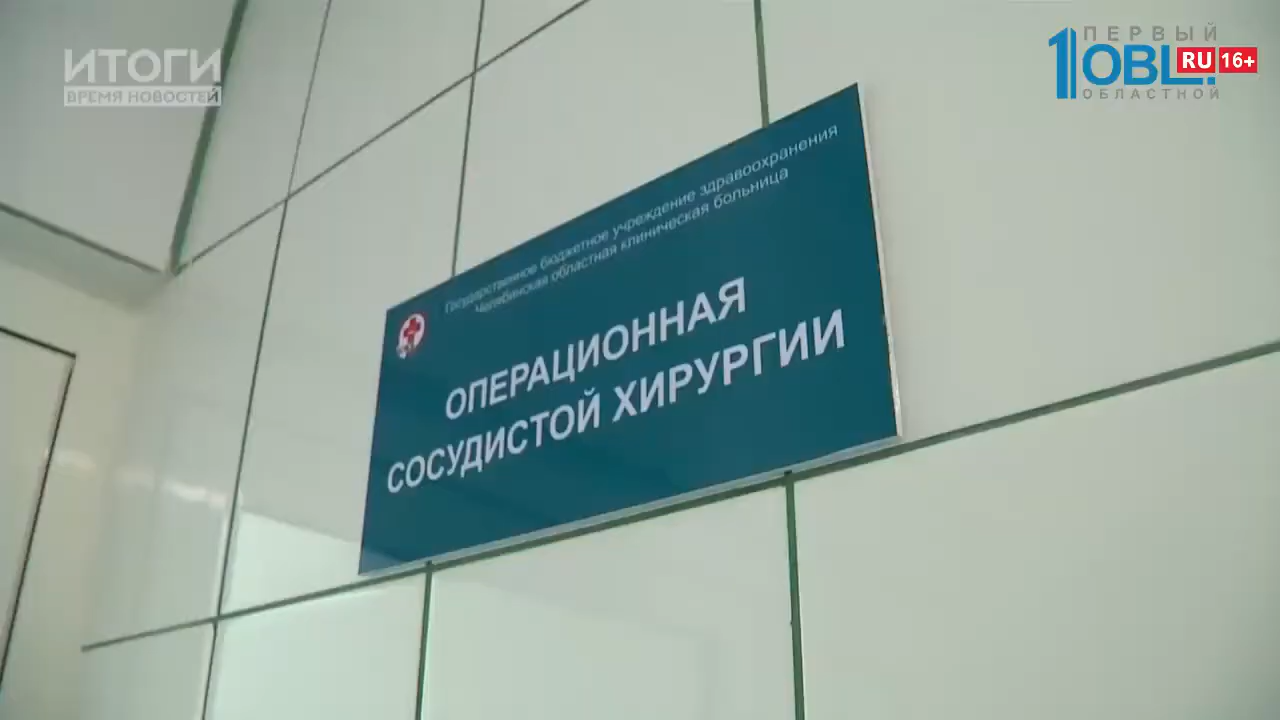 ИТОГИ
ВРЕМЯ НОВОСТЕЙ
ПЕРВЫЙ
1OBL.
RU 16+
ОБЛАСТНОЙ
Государственное бюджетное учреждение здравоохранения
Челябинская областная клиническая больница
ОПЕРАЦИОННАЯ
СОСУДИСТОЙ ХИРУРГИИ